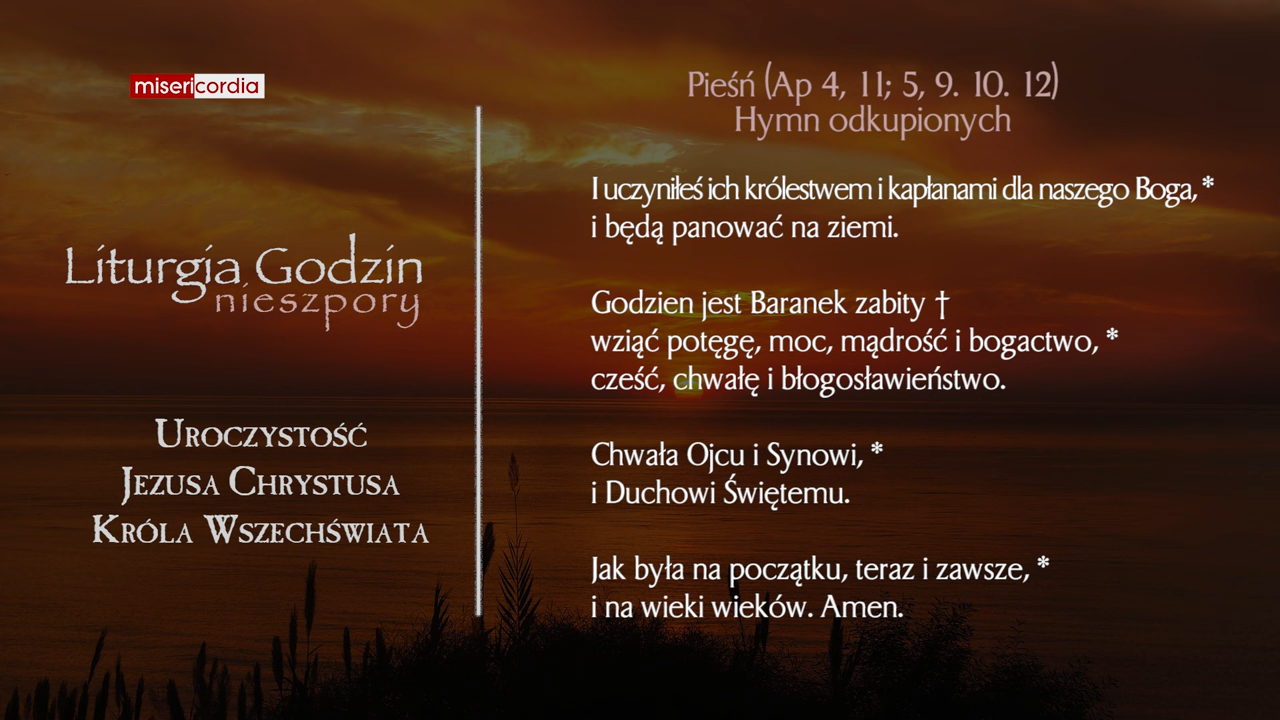 misericordia
Liturgia Godzin
nieszpory
Uroczystość
Jezusa Chrystusa
Króla Wszechświata
Pieśń (Ap 4, 11; 5, 9. 10. 12)
Hymn odkupionych
I uczyniłeś ich królestwem i kapłanami dla naszego Boga, *
i będą panować na ziemi.
Godzien jest Baranek zabity †
wziąć potęgę, moc, mądrość i bogactwo, *
cześć, chwałę i błogosławieństwo.
Chwała Ojcu i Synowi, *
i Duchowi Świętemu.
Jak była na początku, teraz i zawsze, *
i na wieki wieków. Amen.